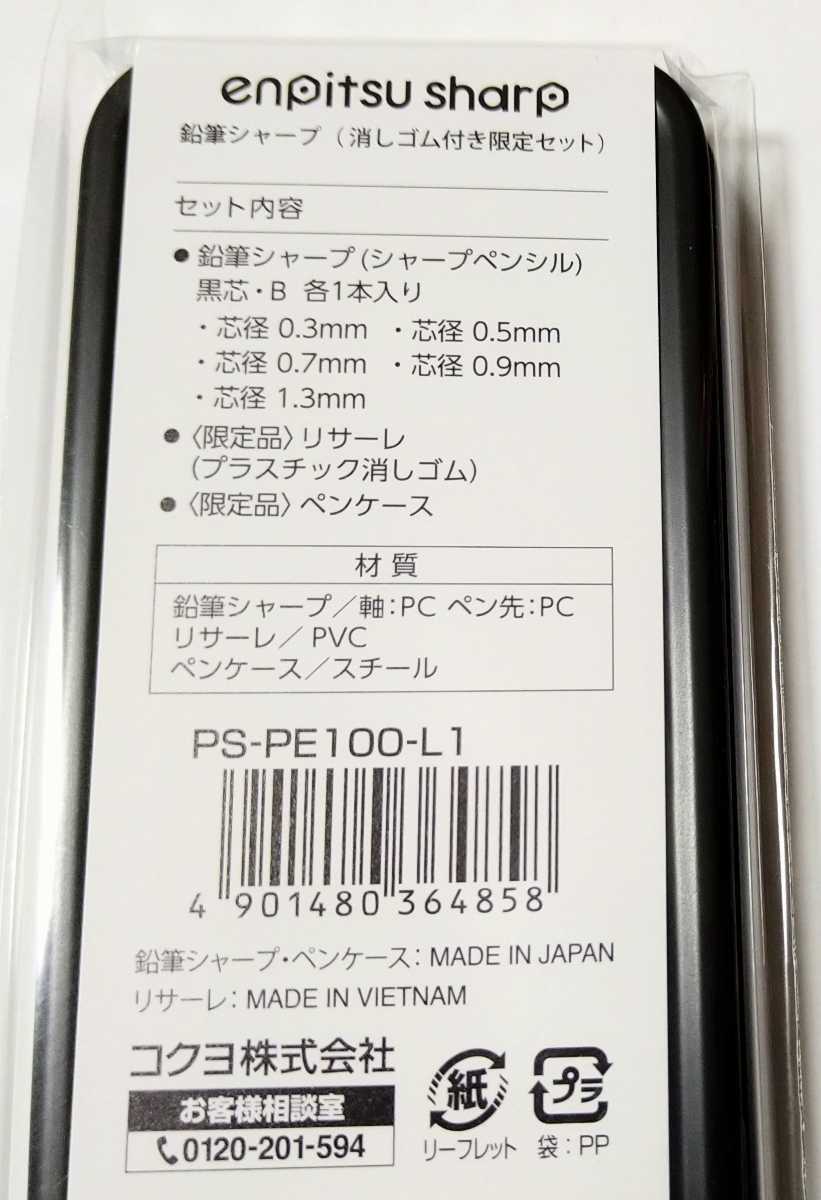 enpitsu sharp
鉛筆シャープ（消しゴム付き限定セット）
セット内容
● 鉛筆シャープ(シャープペンシル)
黒芯・B 各1本入り
・芯径 0.3mm ・芯径 0.5mm
・芯径 0.7mm ・芯径 0.9mm
・芯径 1.3mm
● 〈限定品〉リサーレ
(プラスチック消しゴム)
● 〈限定品〉ペンケース
材質
鉛筆シャープ／軸：PC ペン先：PC
リサーレ／PVC
ペンケース／スチール
PS-PE100-L1
4 901480 364858
鉛筆シャープ・ペンケース：MADE IN JAPAN
リサーレ：MADE IN VIETNAM
コクヨ株式会社
お客様相談室
0120-201-594
紙
リーフレット
プラ
袋：PP